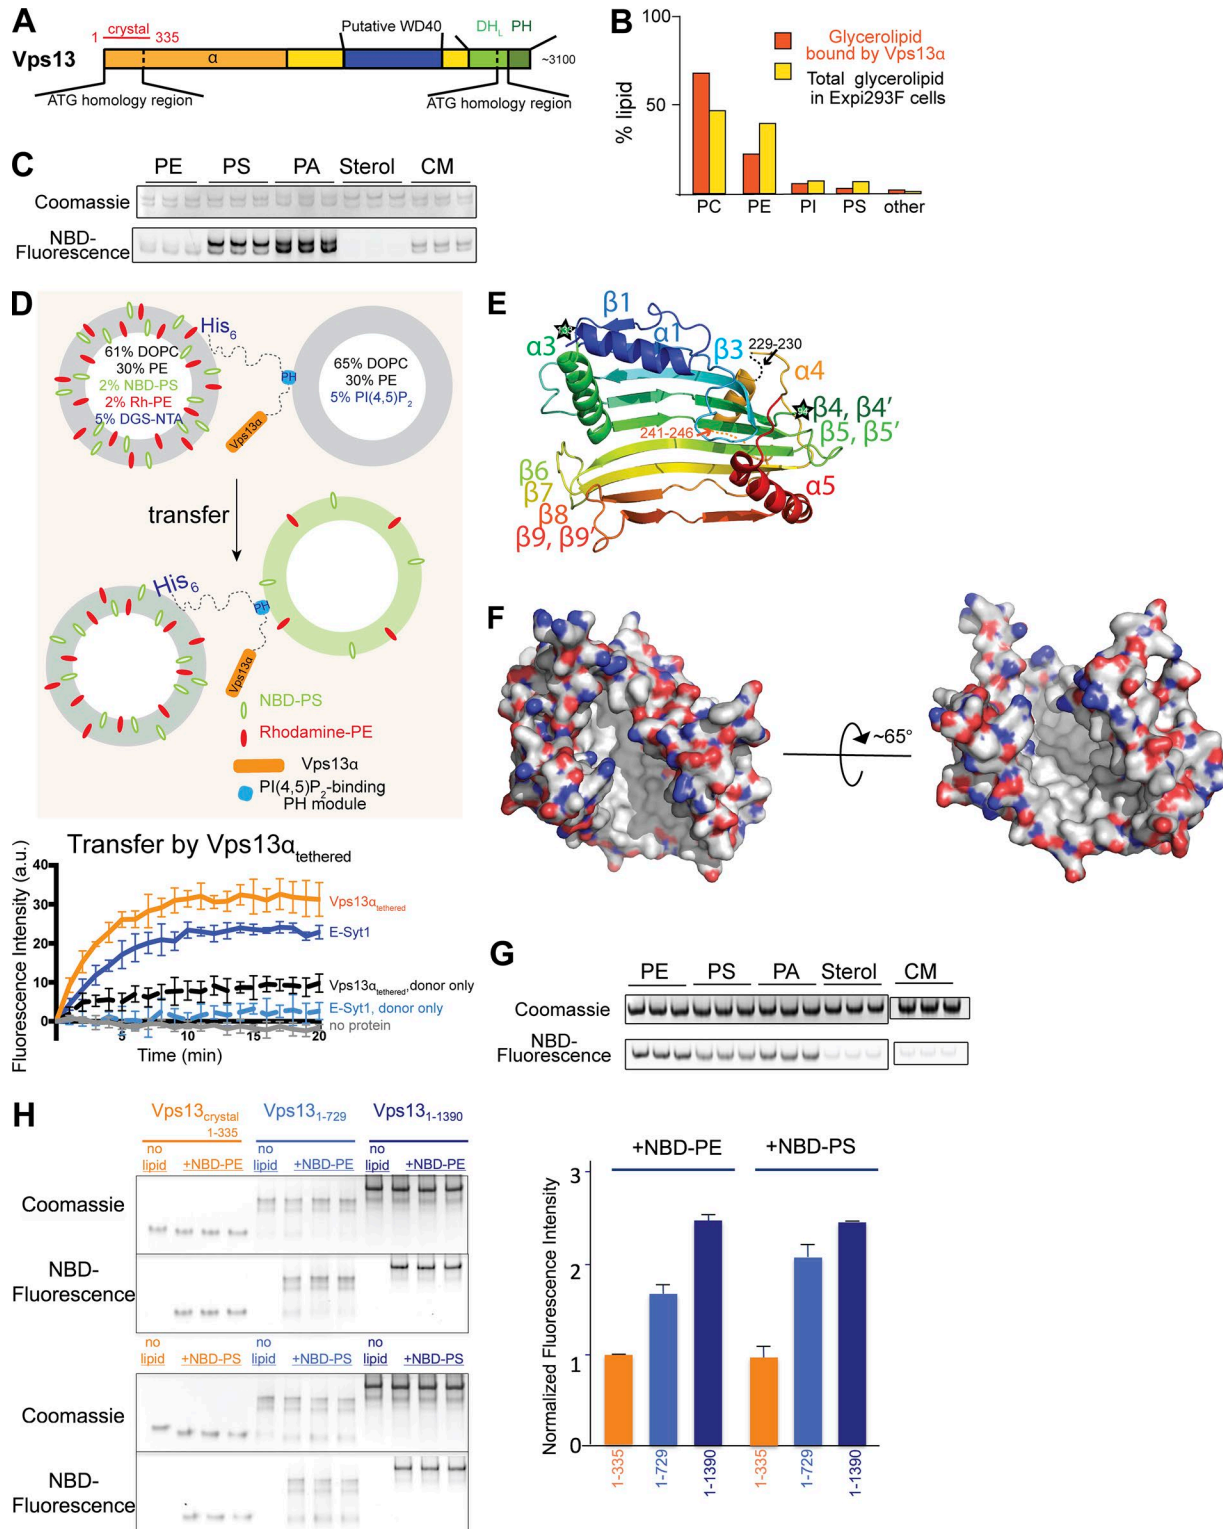 A
crystal
1 335
Putative WD40
DHL PH
Vps13
α
~3100
ATG homology region
ATG homology region
B
100
50
% lipid
Glycerolipid
bound by Vps13α
Total glycerolipid
in Expi293F cells
PC PE PI PS other
C
PE PS PA Sterol CM
Coomassie
NBD-
Fluorescence
D
His6
61% DOPC
30% PE
2% NBD-PS
2% Rh-PE
5% DGS-NTA
PH
Vps13α
65% DOPC
30% PE
5% PI(4,5)P2
transfer
His6
PH
Vps13α
NBD-PS
Rhodamine-PE
Vps13α
PI(4,5)P2-binding
PH module
Transfer by Vps13αtethered
Fluorescence Intensity (a.u.)
40
30
20
10
0
5 15 20
Time (min)
Vps13αtethered
E-Syt1
Vps13αtethered,donor only
E-Syt1, donor only
no protein
E
β1
α1
α3
β3
229-230
α4
β4, β4′
β5, β5′
241-246
β6
β7
β8
β9, β9′
α5
F
~65°
G
PE PS PA Sterol CM
Coomassie
NBD-
Fluorescence
H
Vps13crystal 1-335 Vps13 1-729 Vps13 1-1390
no lipid +NBD-PE no lipid +NBD-PE no lipid +NBD-PE
Coomassie
NBD-
Fluorescence
no lipid +NBD-PS no lipid +NBD-PS no lipid +NBD-PS
Coomassie
NBD-
Fluorescence
+NBD-PE +NBD-PS
Normalized Fluorescence Intensity
3
2
1
0
1-335 1-729 1-1390 1-335 1-729 1-1390